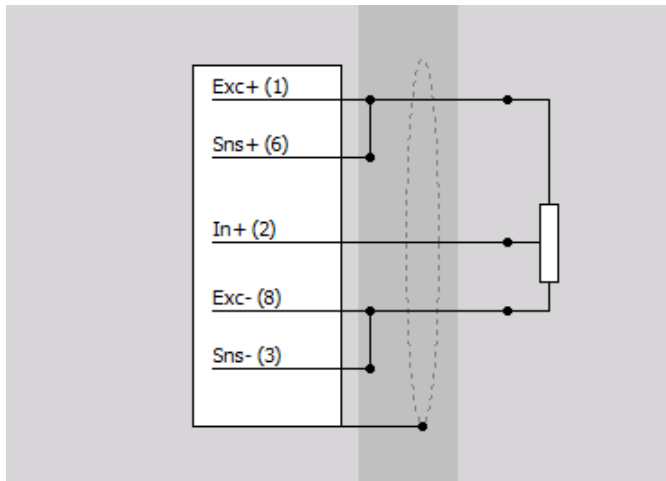 Exc+ (1)
Sns+ (6)
In+ (2)
Exc- (8)
Sns- (3)